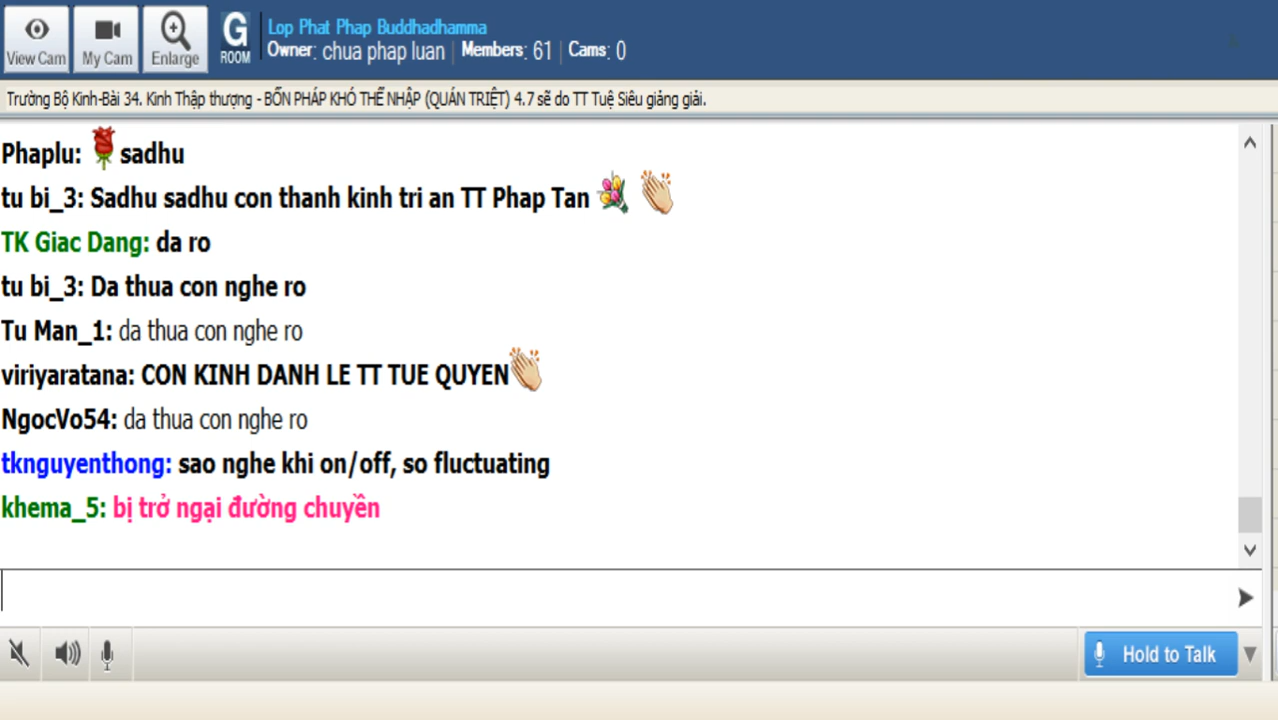 Lop Phat Phap Buddhadhamma
Owner: chua phap luan | Members: 61 | Cams: 0
View Cam
My Cam
Enlarge
G
ROOM
Trường Bộ Kinh-Bài 34. Kinh Thập thượng - BỐN PHÁP KHÓ THỂ NHẬP (QUÁN TRIỆT) 4.7 sẽ do TT Tuệ Siêu giảng giải.
Phaplu: sadhu
tu bi_3: Sadhu sadhu con thanh kinh tri an TT Phap Tan
TK Giac Dang: da ro
tu bi_3: Da thua con nghe ro
Tu Man_1: da thua con nghe ro
viriyaratana: CON KINH DANH LE TT TUE QUYEN
NgocVo54: da thua con nghe ro
tknguyenthong: sao nghe khi on/off, so fluctuating
khema_5: bị trở ngại đường chuyền
Hold to Talk